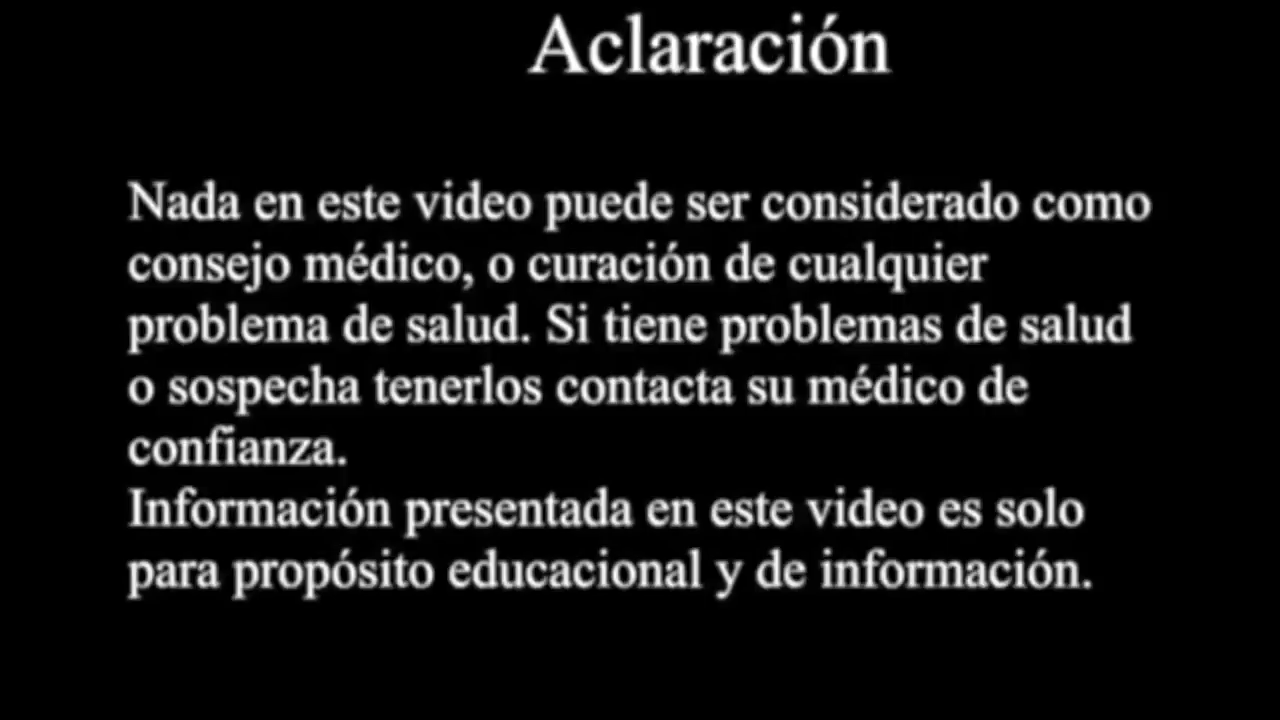 Aclaración
Nada en este video puede ser considerado como
consejo médico, o curación de cualquier
problema de salud. Si tiene problemas de salud
o sospecha tenerlos contacta su médico de
confianza.
Información presentada en este video es solo
para propósito educacional y de información.